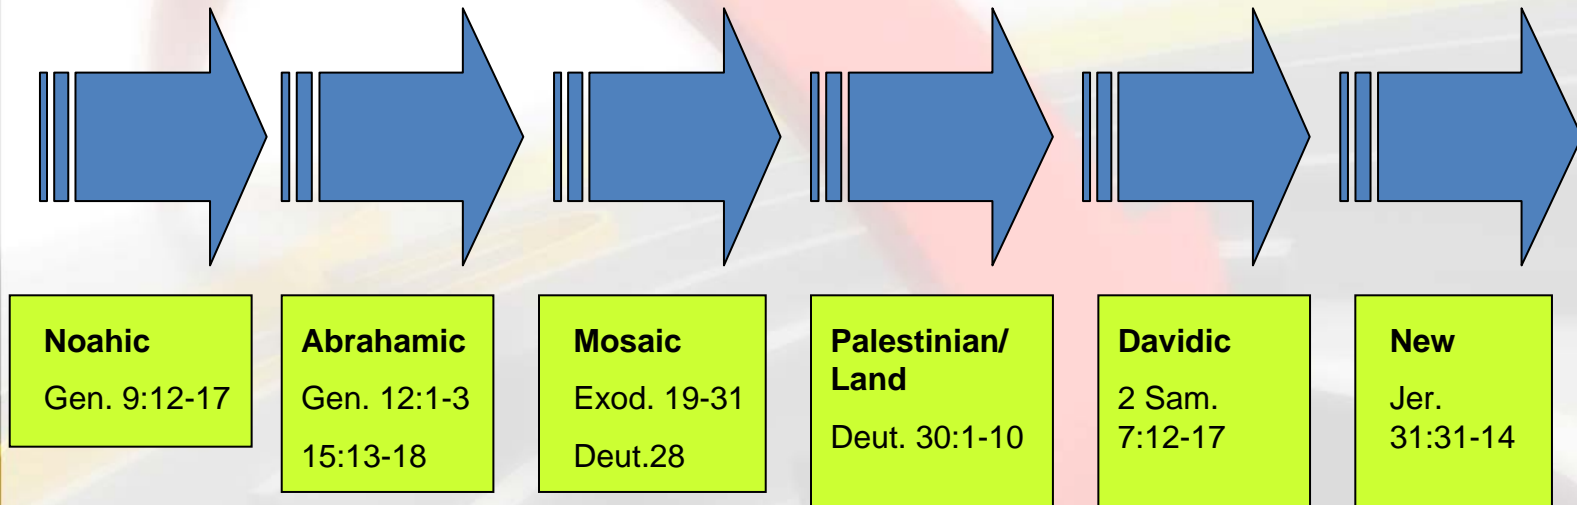 Noahic
Gen. 9:12-17
Abrahamic
Gen. 12:1-3
15:13-18
Mosaic
Exod. 19-31
Deut.28
Palestinian/
Land
Deut. 30:1-10
Davidic
2 Sam.
7:12-17
New
Jer.
31:31-14